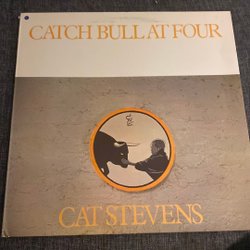 CATCH BULL AT FOUR
CAT STEVENS